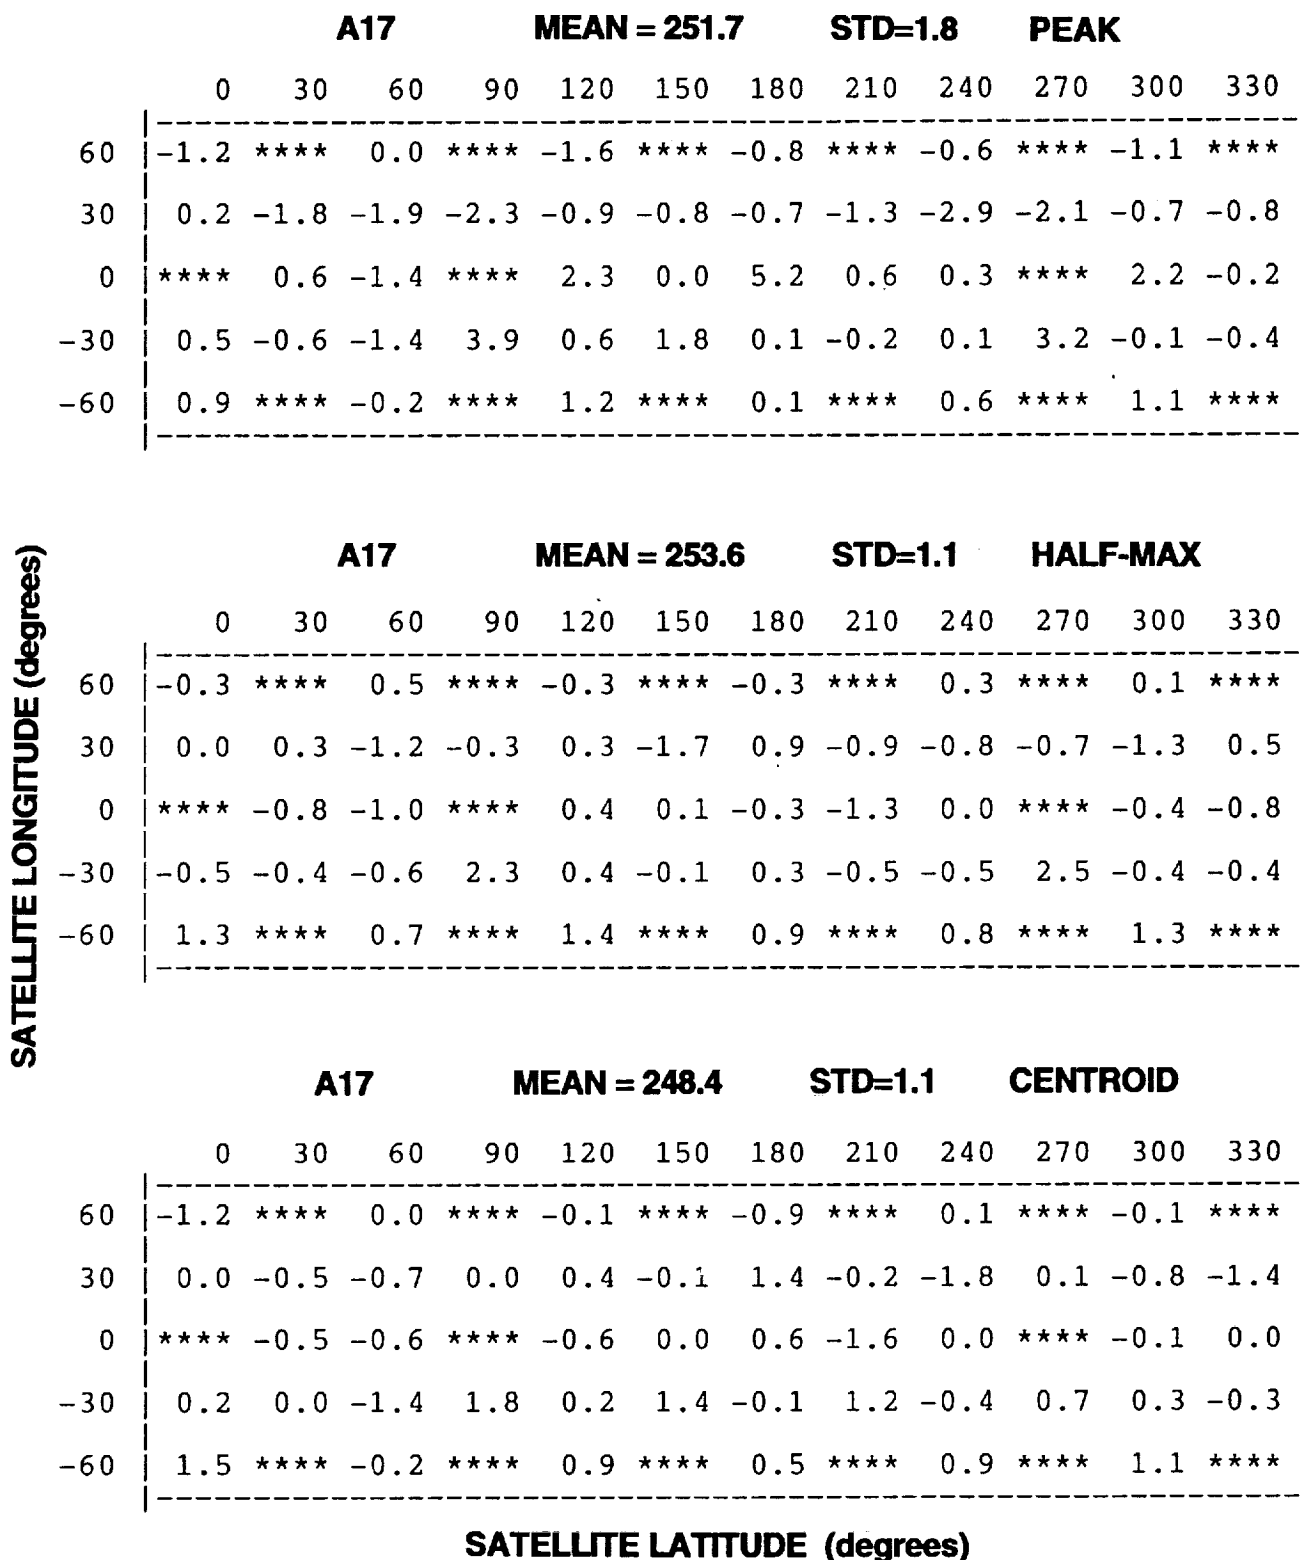 A17 MEAN = 251.7 STD=1.8 PEAK
0 30 60 90 120 150 180 210 240 270 300 330
60 -1.2 **** 0.0 **** -1.6 **** -0.8 **** -0.6 **** -1.1 ****
30 0.2 -1.8 -1.9 -2.3 -0.9 -0.8 -0.7 -1.3 -2.9 -2.1 -0.7 -0.8
0 **** 0.6 -1.4 **** 2.3 0.0 5.2 0.6 0.3 **** 2.2 -0.2
-30 0.5 -0.6 -1.4 3.9 0.6 1.8 0.1 -0.2 0.1 3.2 -0.1 -0.4
-60 0.9 **** -0.2 **** 1.2 **** 0.1 **** 0.6 **** 1.1 ****
SATELLITE LONGITUDE (degrees)
A17 MEAN = 253.6 STD=1.1 HALF-MAX
0 30 60 90 120 150 180 210 240 270 300 330
60 -0.3 **** 0.5 **** -0.3 **** -0.3 **** 0.3 **** 0.1 ****
30 0.0 0.3 -1.2 -0.3 0.3 -1.7 0.9 -0.9 -0.8 -0.7 -1.3 0.5
0 **** -0.8 -1.0 **** 0.4 0.1 -0.3 -1.3 0.0 **** -0.4 -0.8
-30 -0.5 -0.4 -0.6 2.3 0.4 -0.1 0.3 -0.5 -0.5 2.5 -0.4 -0.4
-60 1.3 **** 0.7 **** 1.4 **** 0.9 **** 0.8 **** 1.3 ****
A17 MEAN = 248.4 STD=1.1 CENTROID
0 30 60 90 120 150 180 210 240 270 300 330
60 -1.2 **** 0.0 **** -0.1 **** -0.9 **** 0.1 **** -0.1 ****
30 0.0 -0.5 -0.7 0.0 0.4 -0.1 1.4 -0.2 -1.8 0.1 -0.8 -1.4
0 **** -0.5 -0.6 **** -0.6 0.0 0.6 -1.6 0.0 **** -0.1 0.0
-30 0.2 0.0 -1.4 1.8 0.2 1.4 -0.1 1.2 -0.4 0.7 0.3 -0.3
-60 1.5 **** -0.2 **** 0.9 **** 0.5 **** 0.9 **** 1.1 ****
SATELLITE LATITUDE (degrees)